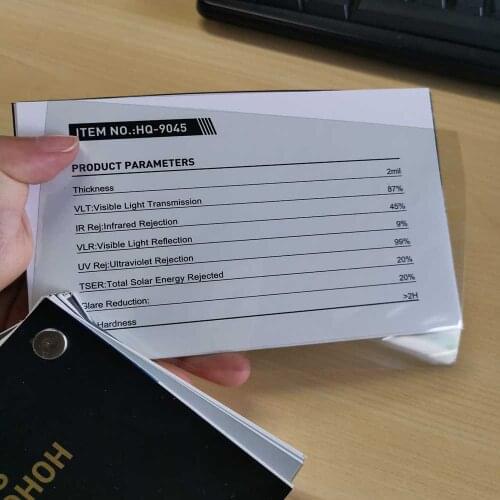 ITEM NO.:HQ-9045
PRODUCT PARAMETERS
Thickness 2mil
VLT:Visible Light Transmission 87%
IR Rej:Infrared Rejection 45%
VLR:Visible Light Reflection 9%
UV Rej:Ultraviolet Rejection 99%
TSER:Total Solar Energy Rejected 20%
Glare Reduction: 20%
Hardness >2H
HOHO